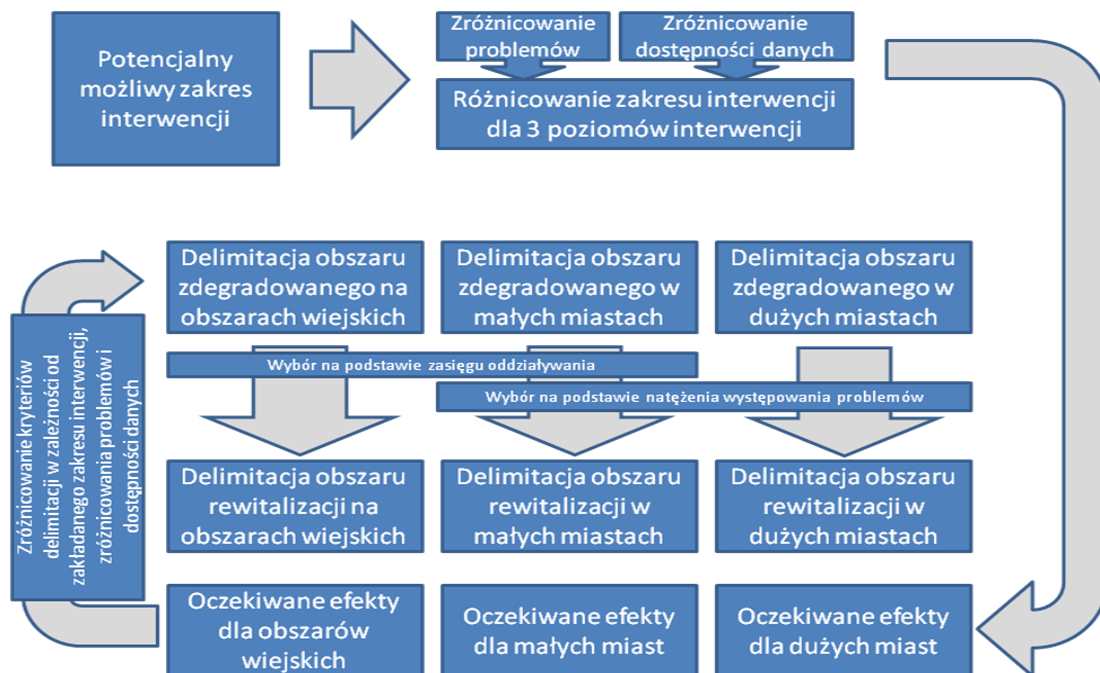 Potencjalny
możliwy zakres
interwencji
Zróżnicowanie
problemów
Zróżnicowanie
dostępności danych
Różnicowanie zakresu interwencji
dla 3 poziomów interwencji
Delimitacja obszaru
zdegradowanego na
obszarach wiejskich
Delimitacja obszaru
zdegradowanego w
małych miastach
Delimitacja obszaru
zdegradowanego w
dużych miastach
Wybór na podstawie zasięgu oddziaływania
Wybór na podstawie natężenia występowania problemów
Zróżnicowanie kryteriów
delimitacji w zależności od
zakładanego zakresu interwencji,
zróżnicowania problemów i
dostępności danych
Delimitacja obszaru
rewitalizacji na
obszarach wiejskich
Delimitacja obszaru
rewitalizacji w
małych miastach
Delimitacja obszaru
rewitalizacji w
dużych miastach
Oczekiwane efekty
dla obszarów
wiejskich
Oczekiwane efekty
dla małych miast
Oczekiwane efekty
dla dużych miast